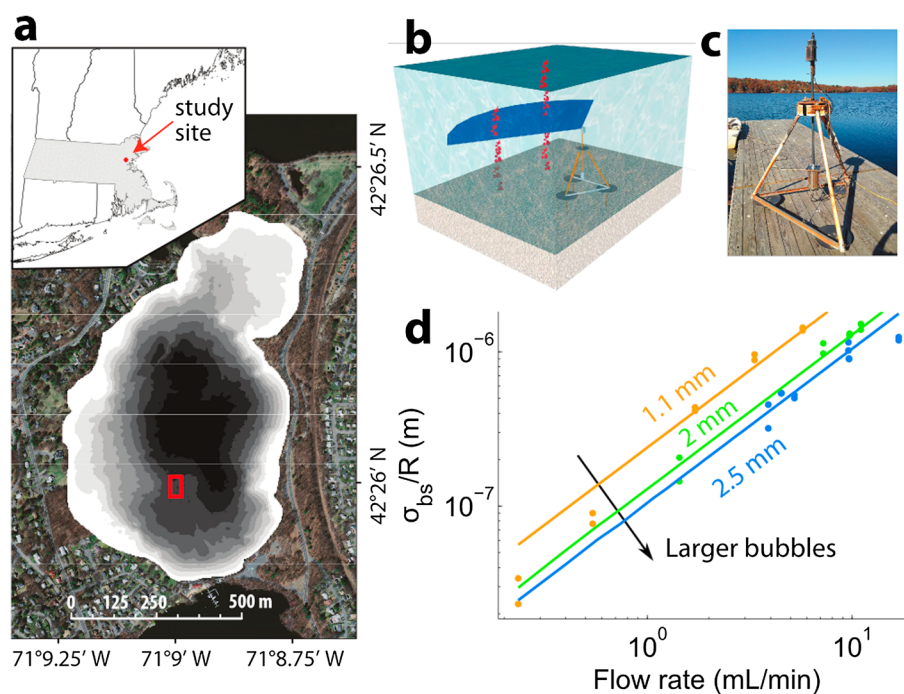 a
study
site
42°26.5′ N
42°26′ N
0 125 250 500 m
71°9.25′ W 71°9′ W 71°8.75′ W
b
c
d
10⁻⁶
10⁻⁷
σbs/R (m)
1.1 mm
2 mm
2.5 mm
Larger bubbles
10⁰ 10¹
Flow rate (mL/min)